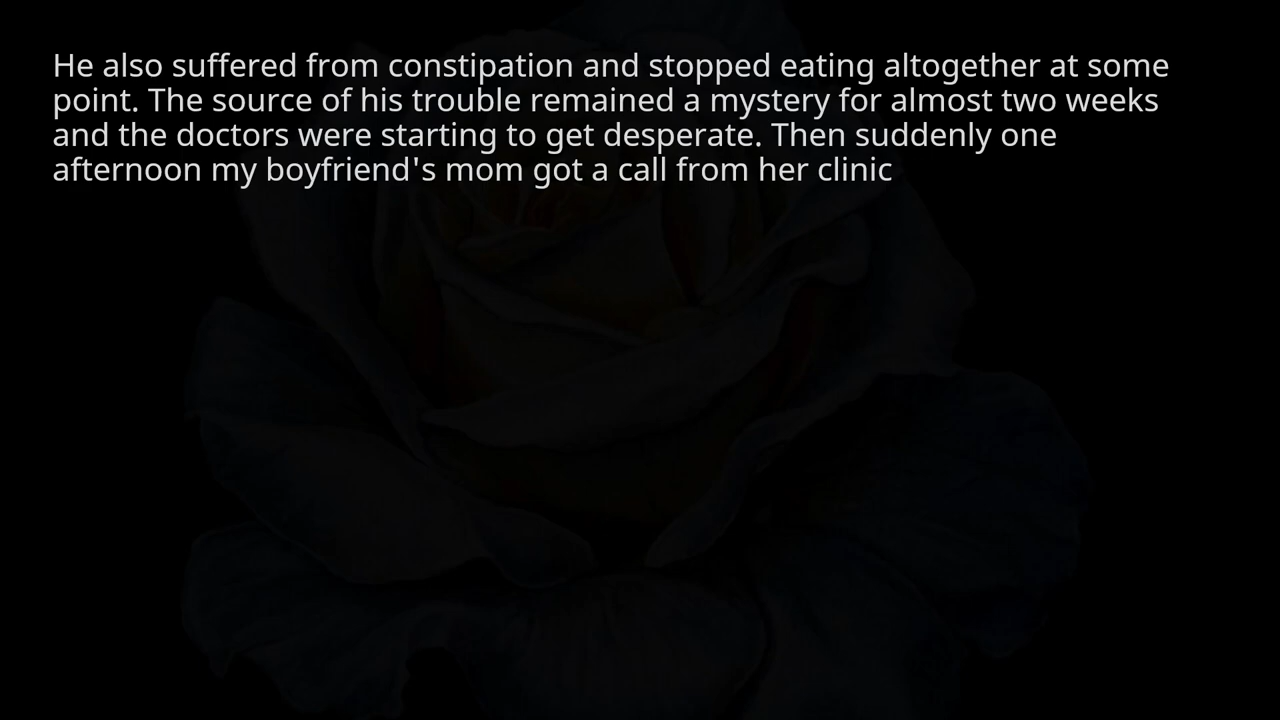 He also suffered from constipation and stopped eating altogether at some
point. The source of his trouble remained a mystery for almost two weeks
and the doctors were starting to get desperate. Then suddenly one
afternoon my boyfriend's mom got a call from her clinic